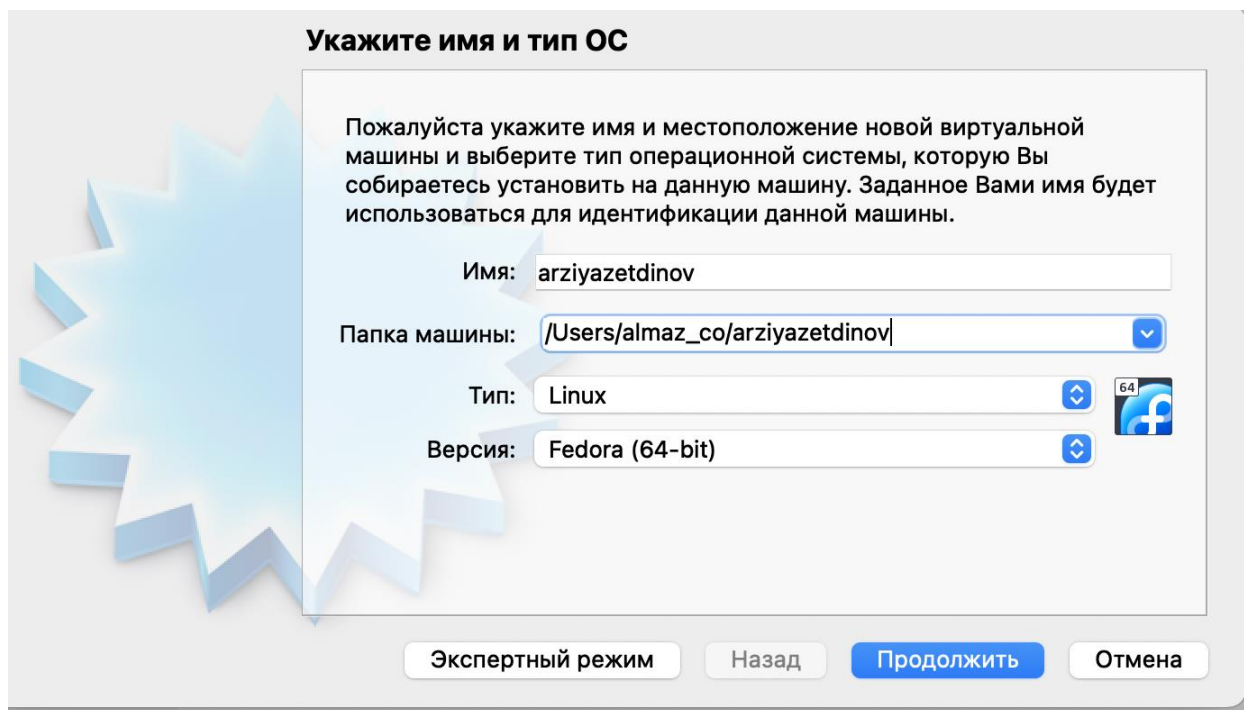 Укажите имя и тип ОС
Пожалуйста укажите имя и местоположение новой виртуальной
машины и выберите тип операционной системы, которую Вы
собираетесь установить на данную машину. Заданное Вами имя будет
использоваться для идентификации данной машины.
Имя: arziyazetdinov
Папка машины: /Users/almaz_co/arziyazetdinov
Тип: Linux
64
Версия: Fedora (64-bit)
Экспертный режим Назад Продолжить Отмена